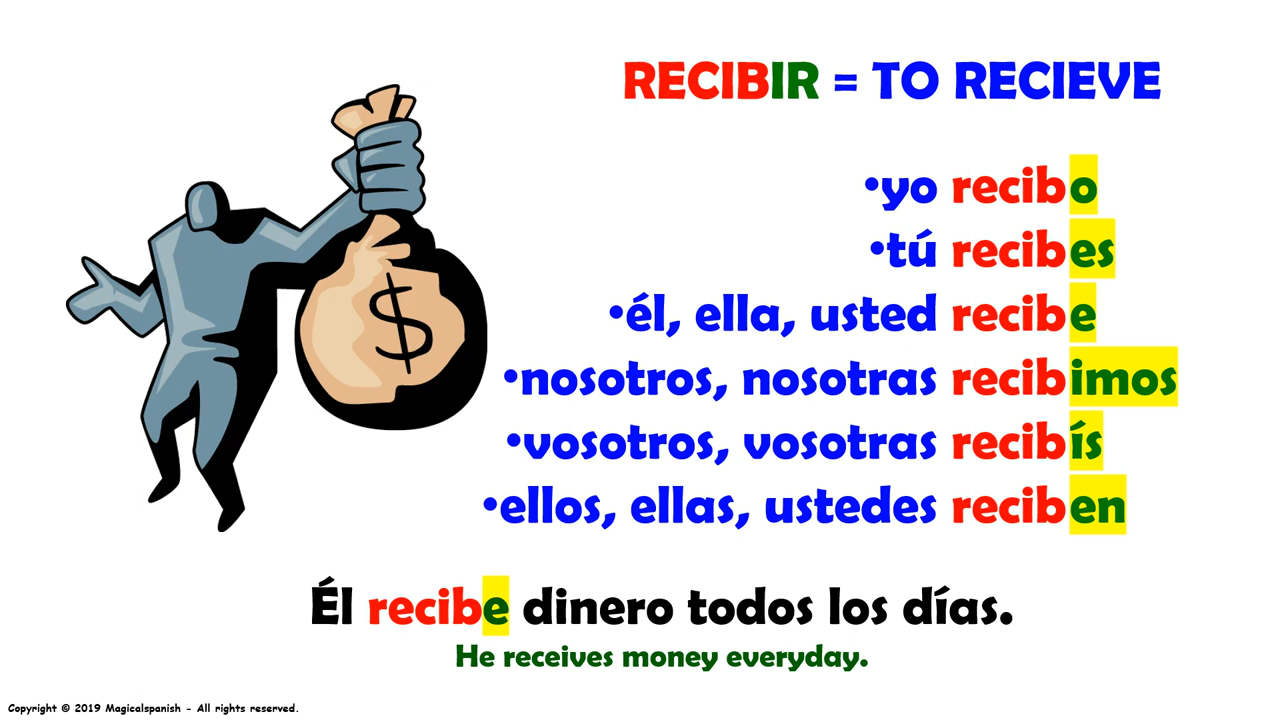 RECIBIR = TO RECIEVE
•yo recibo
•tú recibes
•él, ella, usted recibe
•nosotros, nosotras recibimos
•vosotros, vosotras recibís
•ellos, ellas, ustedes reciben
$
Él recibe dinero todos los días.
He receives money everyday.
Copyright © 2019 Magicalspanish - All rights reserved.